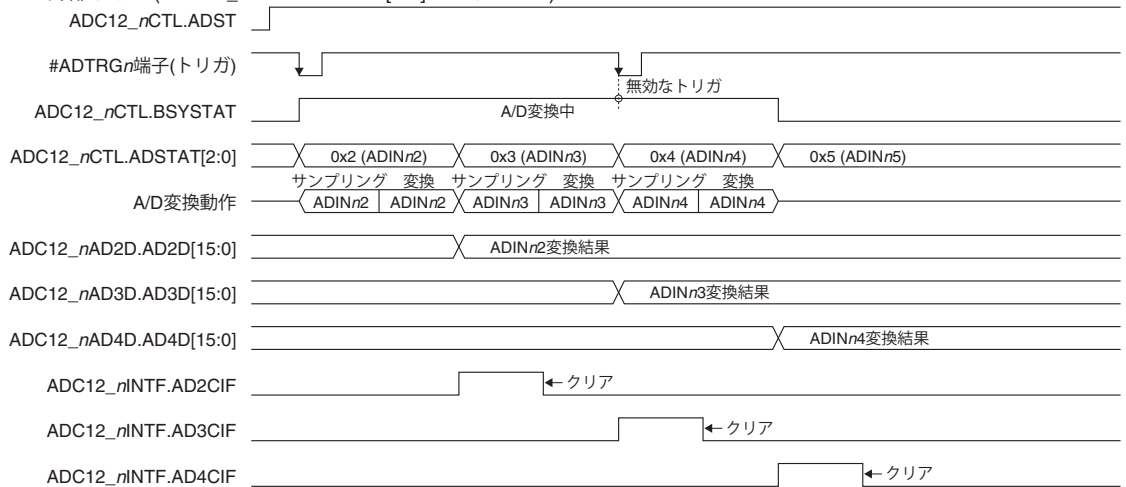 ADC12_nCTL.ADST
#ADTRGn端子(トリガ)
無効なトリガ
ADC12_nCTL.BSYSTAT
A/D変換中
ADC12_nCTL.ADSTAT[2:0]
0x2 (ADINn2) 0x3 (ADINn3) 0x4 (ADINn4) 0x5 (ADINn5)
サンプリング 変換 サンプリング 変換 サンプリング 変換
A/D変換動作
ADINn2 ADINn2 ADINn3 ADINn3 ADINn4 ADINn4
ADC12_nAD2D.AD2D[15:0]
ADINn2変換結果
ADC12_nAD3D.AD3D[15:0]
ADINn3変換結果
ADC12_nAD4D.AD4D[15:0]
ADINn4変換結果
ADC12_nINTF.AD2CIF
クリア
ADC12_nINTF.AD3CIF
クリア
ADC12_nINTF.AD4CIF
クリア